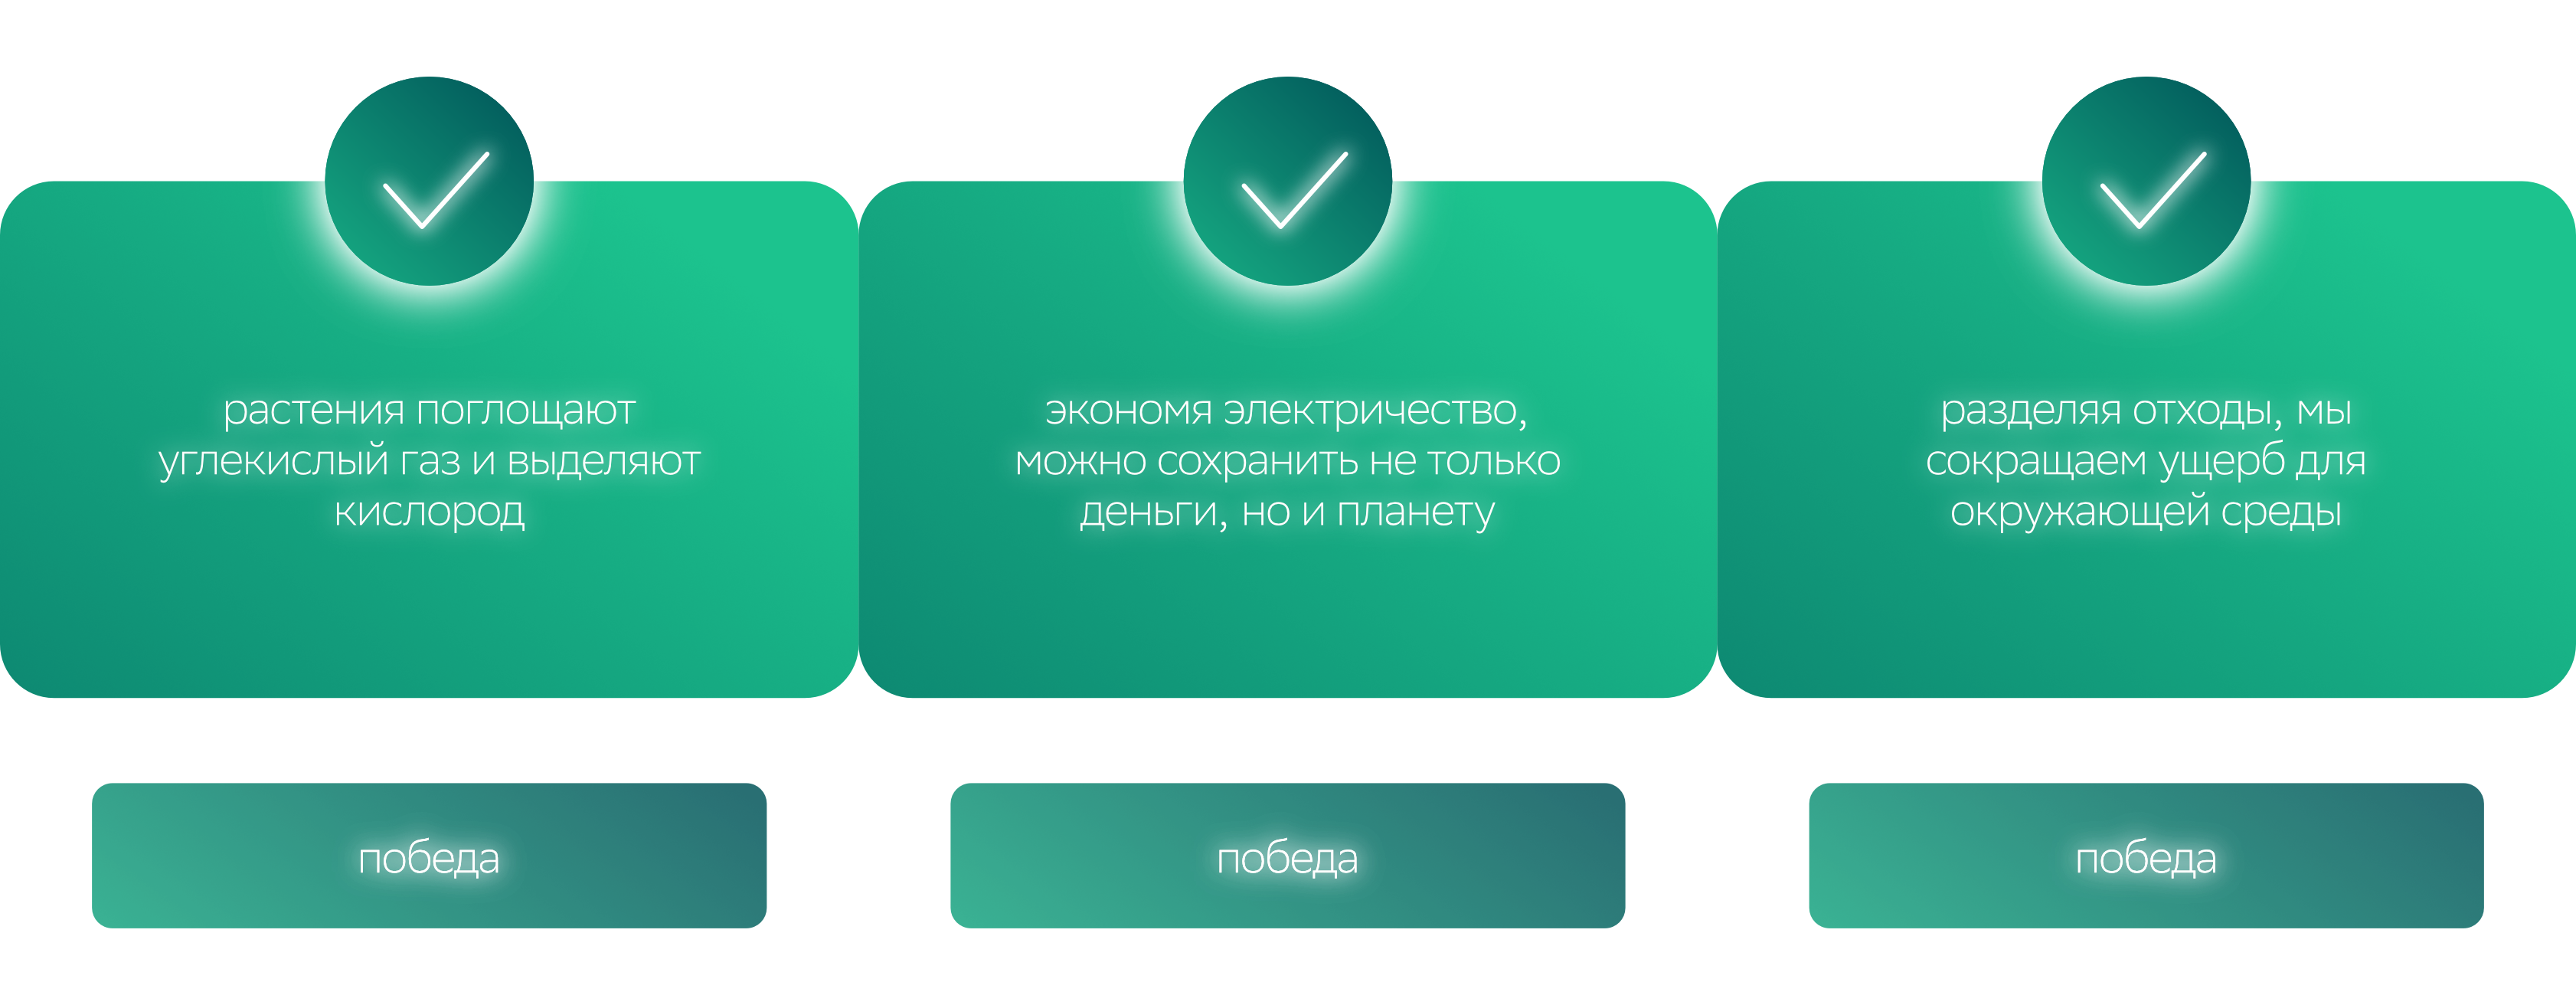 растения поглощают
углекислый газ и выделяют
кислород
экономя электричество,
можно сохранить не только
деньги, но и планету
разделяя отходы, мы
сокращаем ущерб для
окружающей среды
победа
победа
победа